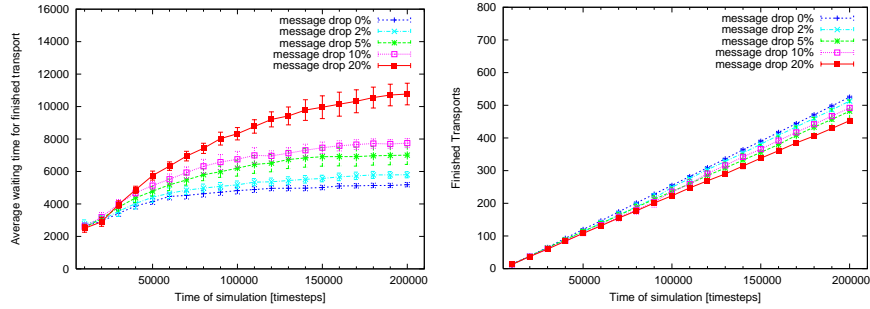 16000
14000
12000
10000
8000
6000
4000
2000
0
50000 100000 150000 200000
Average waiting time for finished transport
Time of simulation [timesteps]
message drop 0%
message drop 2%
message drop 5%
message drop 10%
message drop 20%
800
700
600
500
400
300
200
100
0
50000 100000 150000 200000
Finished Transports
Time of simulation [timesteps]
message drop 0%
message drop 2%
message drop 5%
message drop 10%
message drop 20%